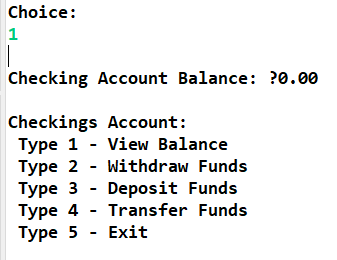 Choice:
1
Checking Account Balance: ?0.00
Checkings Account:
Type 1 - View Balance
Type 2 - Withdraw Funds
Type 3 - Deposit Funds
Type 4 - Transfer Funds
Type 5 - Exit